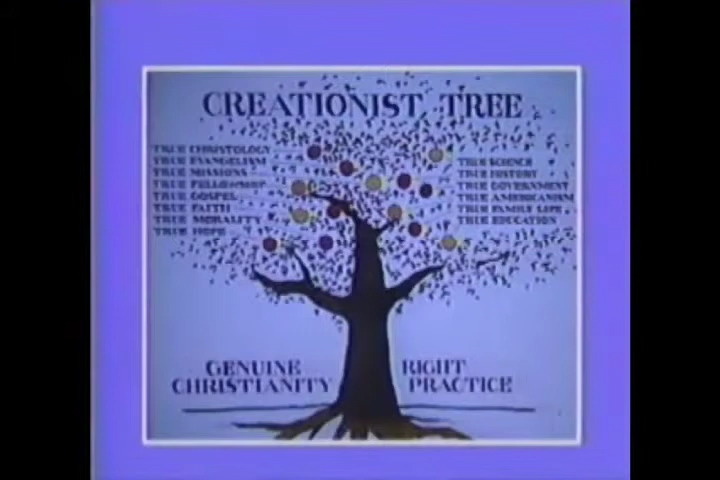 CREATIONIST TREE
TRUE CHRISTOLOGY
TRUE EVANGELISM
TRUE MISSIONS
TRUE FELLOWSHIP
TRUE GOSPEL
TRUE FAITH
TRUE MORALITY
TRUE HOPE
TRUE SCIENCE
TRUE HISTORY
TRUE GOVERNMENT
TRUE AMERICANISM
TRUE FAMILY LIFE
TRUE EDUCATION
GENUINE
CHRISTIANITY
RIGHT
PRACTICE